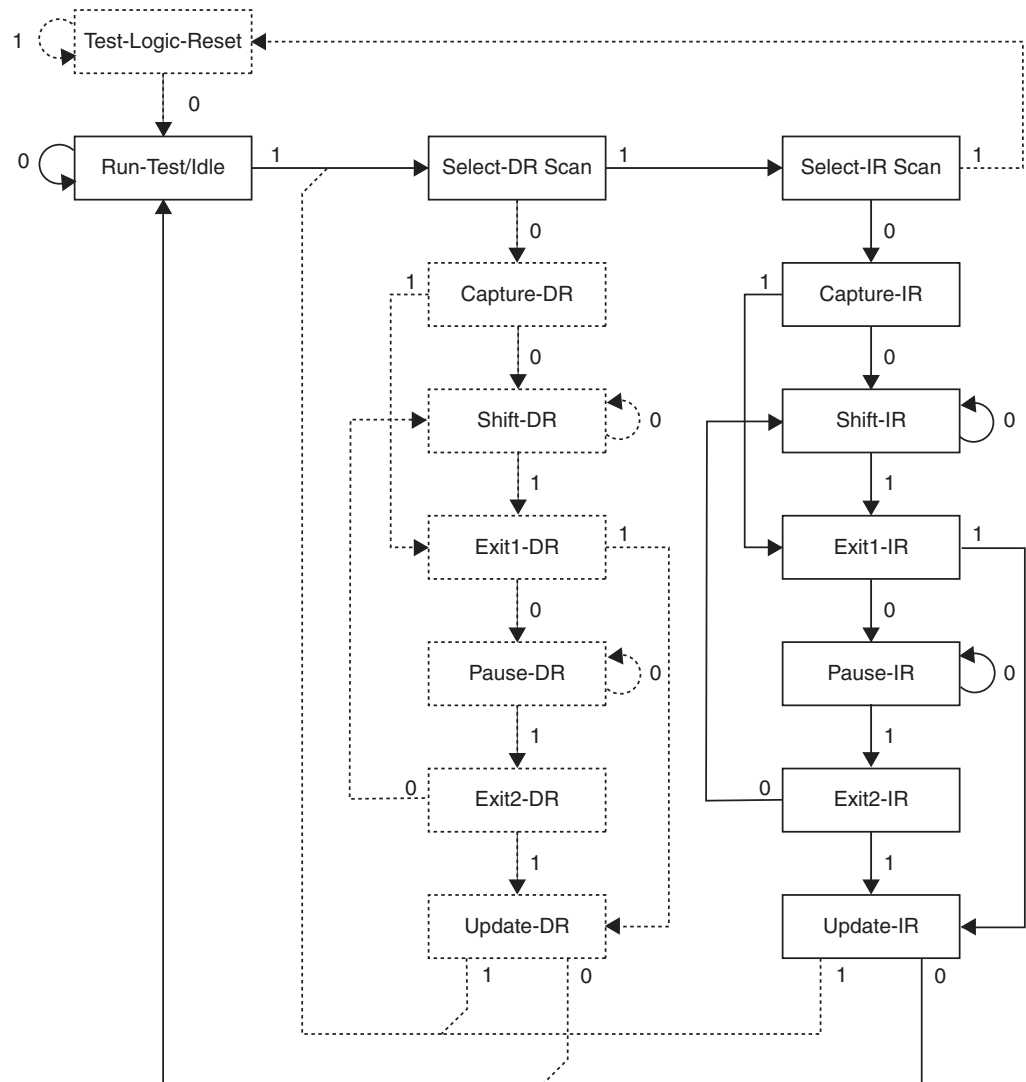 1
Test-Logic-Reset
0
0
Run-Test/Idle
1
Select-DR Scan
1
Select-IR Scan
1
0
0
1
Capture-DR
1
Capture-IR
0
0
Shift-DR
0
Shift-IR
0
1
1
Exit1-DR
1
Exit1-IR
1
0
0
Pause-DR
0
Pause-IR
0
1
1
0
Exit2-DR
0
Exit2-IR
1
1
Update-DR
Update-IR
1
0
1
0